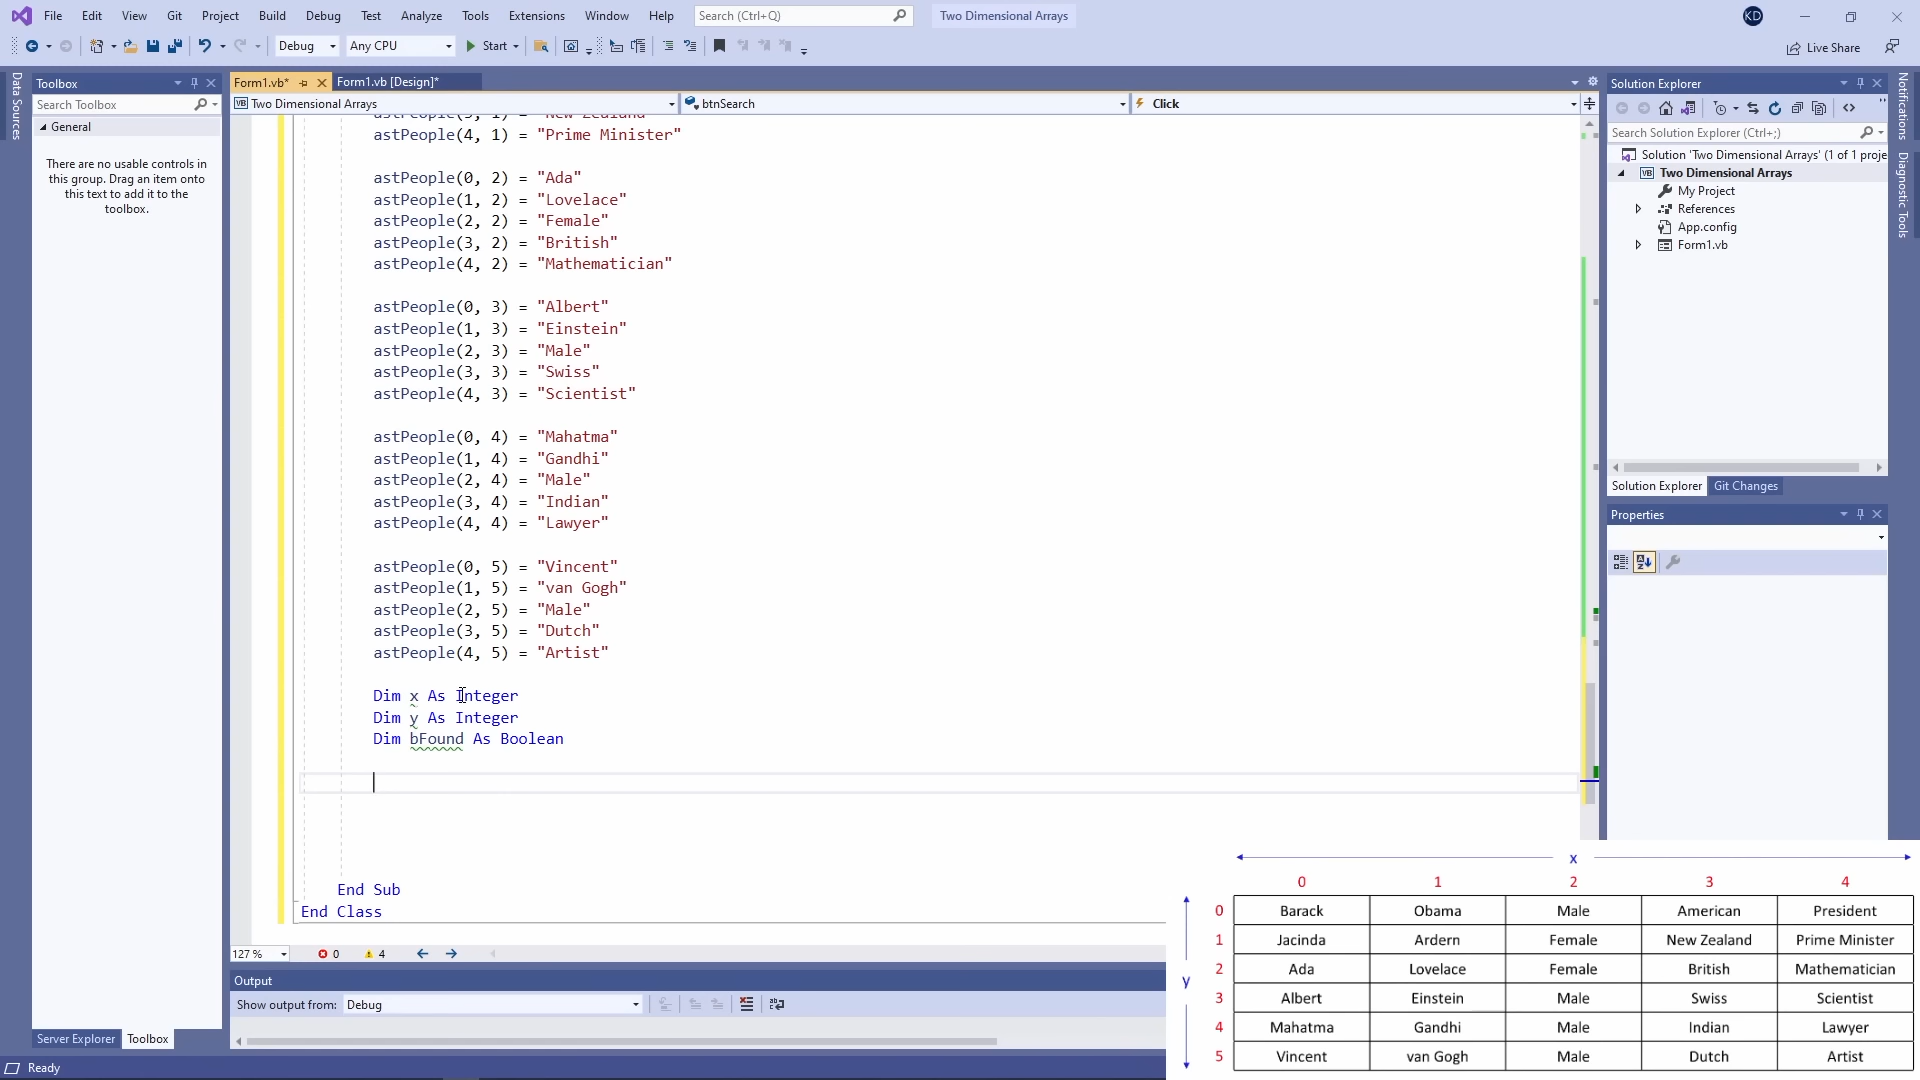 File Edit View Git Project Build Debug Test Analyze Tools Extensions Window Help Search (Ctrl+Q) Two Dimensional Arrays KD
Debug Any CPU Start Live Share
Data Sources
Toolbox
Search Toolbox
General
There are no usable controls in
this group. Drag an item onto
this text to add it to the
toolbox.
Server Explorer Toolbox
Form1.vb* Form1.vb [Design]*
Two Dimensional Arrays btnSearch Click
astPeople(3, 1) = "New Zealand"
astPeople(4, 1) = "Prime Minister"
astPeople(0, 2) = "Ada"
astPeople(1, 2) = "Lovelace"
astPeople(2, 2) = "Female"
astPeople(3, 2) = "British"
astPeople(4, 2) = "Mathematician"
astPeople(0, 3) = "Albert"
astPeople(1, 3) = "Einstein"
astPeople(2, 3) = "Male"
astPeople(3, 3) = "Swiss"
astPeople(4, 3) = "Scientist"
astPeople(0, 4) = "Mahatma"
astPeople(1, 4) = "Gandhi"
astPeople(2, 4) = "Male"
astPeople(3, 4) = "Indian"
astPeople(4, 4) = "Lawyer"
astPeople(0, 5) = "Vincent"
astPeople(1, 5) = "van Gogh"
astPeople(2, 5) = "Male"
astPeople(3, 5) = "Dutch"
astPeople(4, 5) = "Artist"
Dim x As Integer
Dim y As Integer
Dim bFound As Boolean
End Sub
End Class
127 % 0 4
Output
Show output from: Debug
Ready
Solution Explorer
Search Solution Explorer (Ctrl+;)
Solution 'Two Dimensional Arrays' (1 of 1 proje
VB Two Dimensional Arrays
My Project
References
App.config
Form1.vb
Solution Explorer Git Changes
Properties
Notifications
Diagnostic Tools
x
0 1 2 3 4
y
0 Barack Obama Male American President
1 Jacinda Ardern Female New Zealand Prime Minister
2 Ada Lovelace Female British Mathematician
3 Albert Einstein Male Swiss Scientist
4 Mahatma Gandhi Male Indian Lawyer
5 Vincent van Gogh Male Dutch Artist